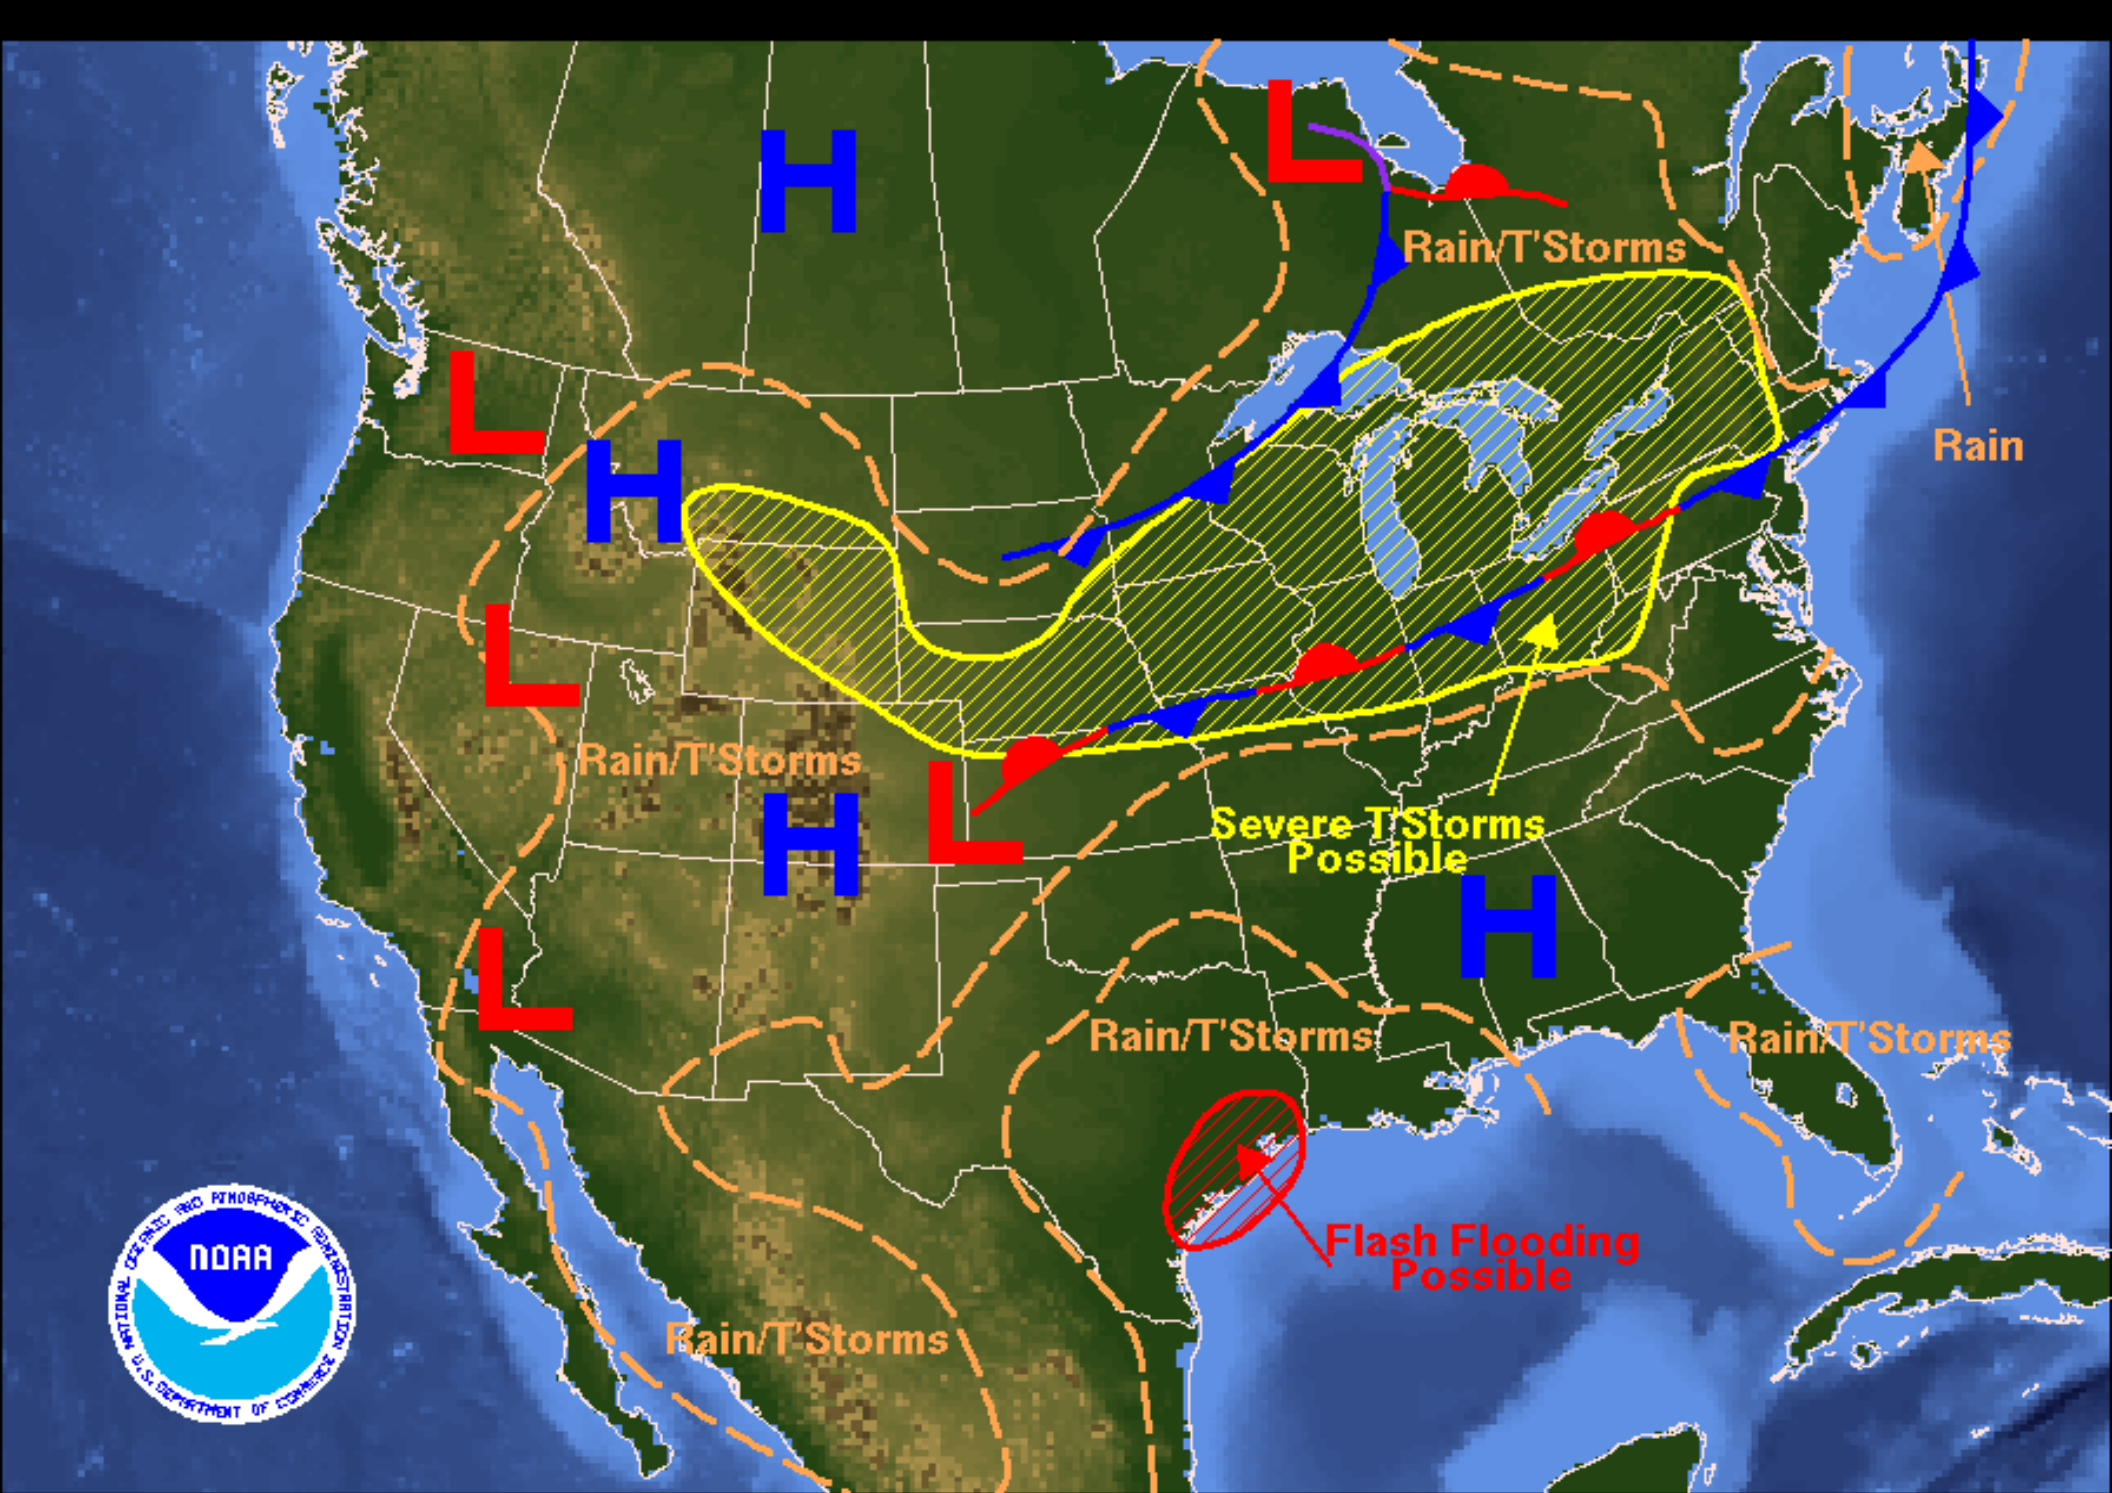 L
H
Rain/T'Storms
L
H
Rain
L
Rain/T'Storms
H
L
Severe T'Storms
Possible
H
L
Rain/T'Storms
Rain/T'Storms
Flash Flooding
Possible
Rain/T'Storms
NATIONAL OCEANIC AND ATMOSPHERIC ADMINISTRATION
NOAA
U.S. DEPARTMENT OF COMMERCE